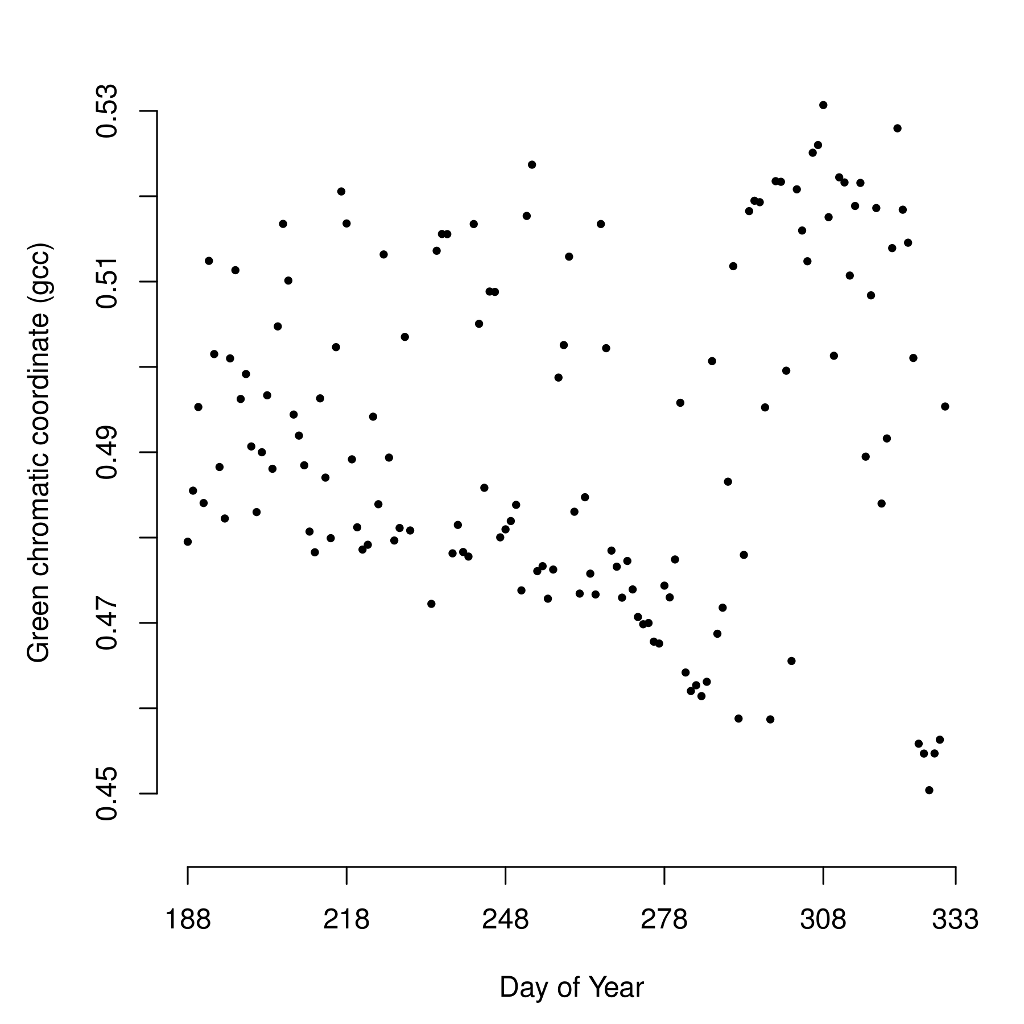 0.53
0.51
0.49
0.47
0.45
Green chromatic coordinate (gcc)
188 218 248 278 308 333
Day of Year